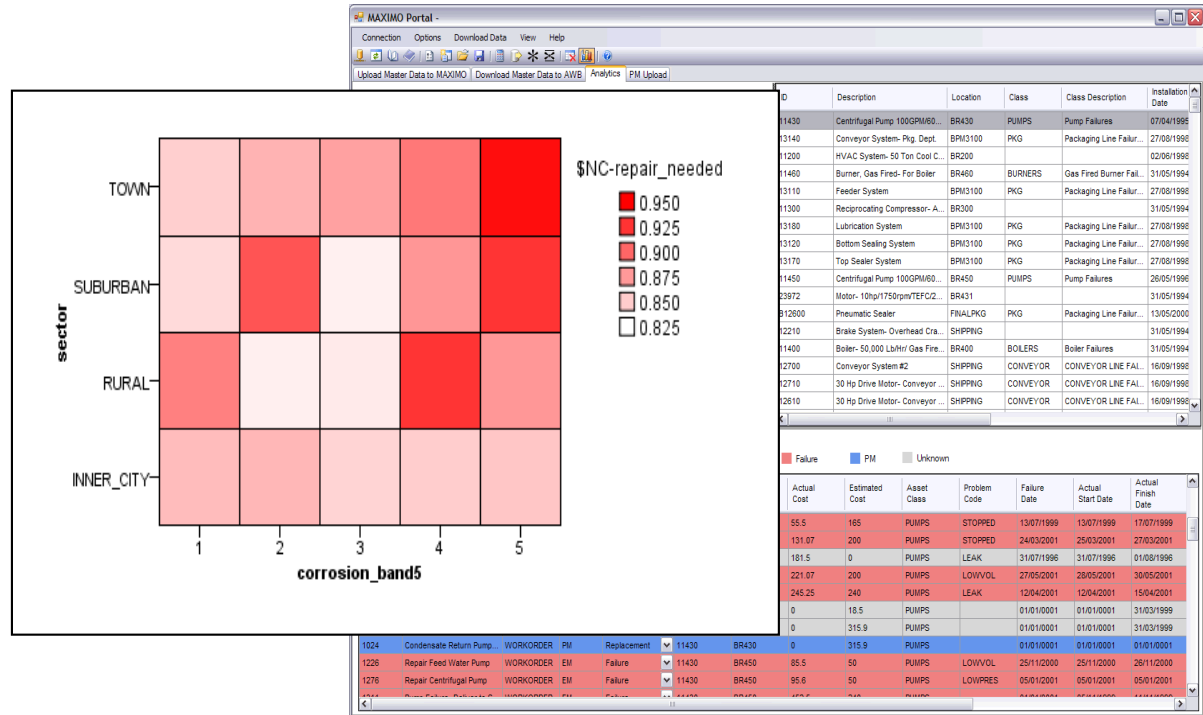 MAXIMO Portal -
Connection Options Download Data View Help
Upload Master Data to MAXIMO Download Master Data to AWB Analytics PM Upload
ID Description Location Class Class Description Installation Date
11430 Centrifugal Pump 100GPM/60... BR430 PUMPS Pump Failures 07/04/1995
13140 Conveyor System- Pkg. Dept. BPM3100 PKG Packaging Line Failur... 27/08/1998
11200 HVAC System- 50 Ton Cool C... BR200 02/06/1998
11460 Burner, Gas Fired- For Boiler BR460 BURNERS Gas Fired Burner Fail... 31/05/1994
13110 Feeder System BPM3100 PKG Packaging Line Failur... 27/08/1998
11300 Reciprocating Compressor- A... BR300 31/05/1994
13180 Lubrication System BPM3100 PKG Packaging Line Failur... 27/08/1998
13120 Bottom Sealing System BPM3100 PKG Packaging Line Failur... 27/08/1998
13170 Top Sealer System BPM3100 PKG Packaging Line Failur... 27/08/1998
11450 Centrifugal Pump 100GPM/60... BR450 PUMPS Pump Failures 26/05/1996
23972 Motor- 10hp/1750rpm/TEFC/2... BR431 31/05/1994
B12600 Pneumatic Sealer FINALPKG PKG Packaging Line Failur... 13/05/2000
12210 Brake System- Overhead Cra... SHIPPING 31/05/1994
11400 Boiler- 50,000 Lb/Hr/ Gas Fire... BR400 BOILERS Boiler Failures 31/05/1994
12700 Conveyor System #2 SHIPPING CONVEYOR CONVEYOR LINE FAI... 16/09/1998
12710 30 Hp Drive Motor- Conveyor ... SHIPPING CONVEYOR CONVEYOR LINE FAI... 16/09/1998
12610 30 Hp Drive Motor- Conveyor ... SHIPPING CONVEYOR CONVEYOR LINE FAI... 16/09/1998
$NC-repair_needed
0.950
0.925
0.900
0.875
0.850
0.825
sector
TOWN
SUBURBAN
RURAL
INNER_CITY
1 2 3 4 5
corrosion_band5
Failure PM Unknown
Actual Cost Estimated Cost Asset Class Problem Code Failure Date Actual Start Date Actual Finish Date
55.5 165 PUMPS STOPPED 13/07/1999 13/07/1999 17/07/1999
131.07 200 PUMPS STOPPED 24/03/2001 25/03/2001 27/03/2001
181.5 0 PUMPS LEAK 31/07/1996 31/07/1996 01/08/1996
221.07 200 PUMPS LOWVOL 27/05/2001 28/05/2001 30/05/2001
245.25 240 PUMPS LEAK 12/04/2001 12/04/2001 15/04/2001
0 18.5 PUMPS 01/01/0001 01/01/0001 31/03/1999
0 315.9 PUMPS 01/01/0001 01/01/0001 31/03/1999
1024 Condensate Return Pump... WORKORDER PM Replacement 11430 BR430 0 315.9 PUMPS 01/01/0001 01/01/0001 01/01/0001
1226 Repair Feed Water Pump WORKORDER EM Failure 11430 BR450 85.5 50 PUMPS LOWVOL 25/11/2000 25/11/2000 26/11/2000
1276 Repair Centrifugal Pump WORKORDER EM Failure 11430 BR450 95.6 50 PUMPS LOWPRES 05/01/2001 05/01/2001 05/01/2001